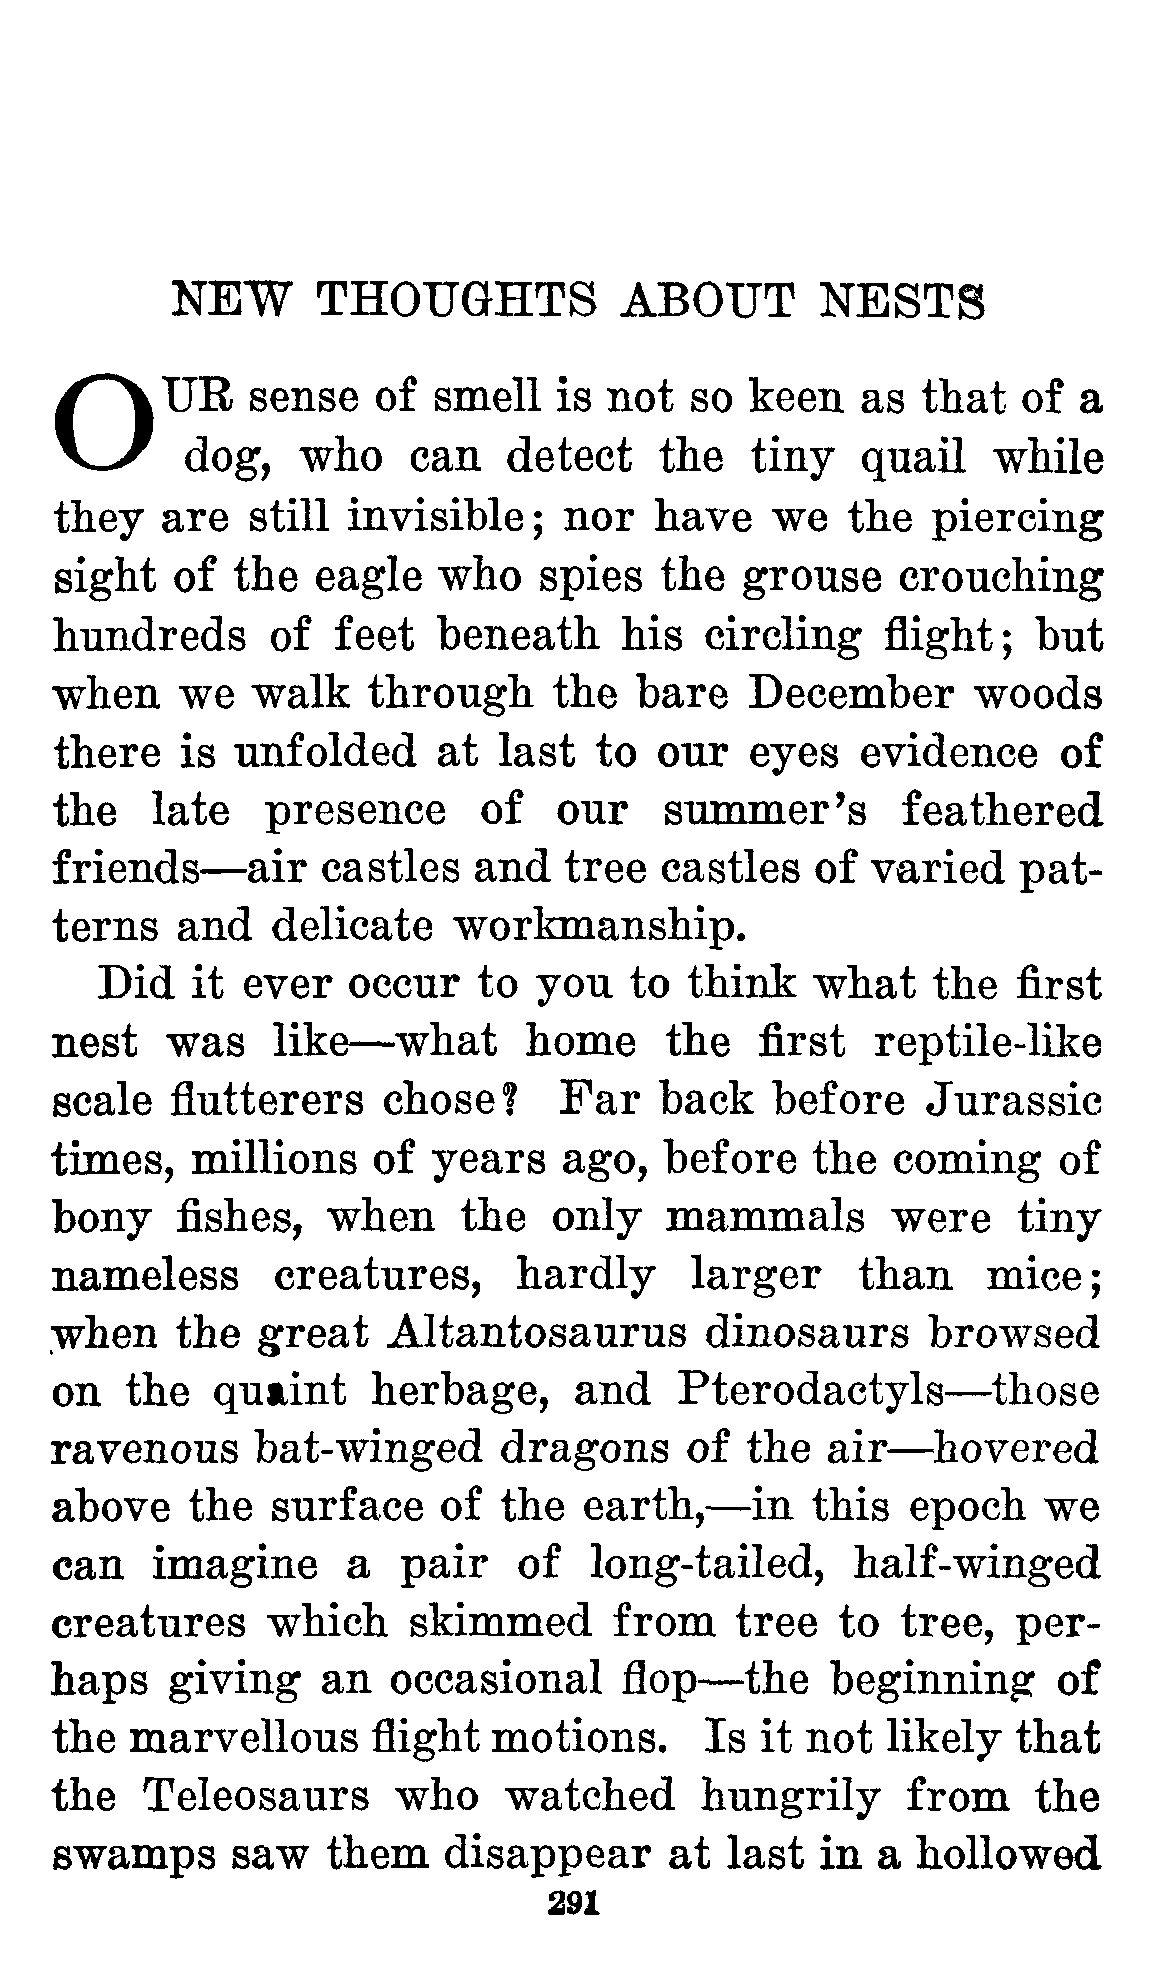 NEW THOUGHTS ABOUT NESTS
OUR sense of smell is not so keen as that of a
dog, who can detect the tiny quail while
they are still invisible; nor have we the piercing
sight of the eagle who spies the grouse crouching
hundreds of feet beneath his circling flight; but
when we walk through the bare December woods
there is unfolded at last to our eyes evidence of
the late presence of our summer's feathered
friends—air castles and tree castles of varied pat-
terns and delicate workmanship.
Did it ever occur to you to think what the first
nest was like—what home the first reptile-like
scale flutterers chose? Far back before Jurassic
times, millions of years ago, before the coming of
bony fishes, when the only mammals were tiny
nameless creatures, hardly larger than mice;
when the great Altantosaurus dinosaurs browsed
on the quaint herbage, and Pterodactyls—those
ravenous bat-winged dragons of the air—hovered
above the surface of the earth,—in this epoch we
can imagine a pair of long-tailed, half-winged
creatures which skimmed from tree to tree, per-
haps giving an occasional flop—the beginning of
the marvellous flight motions. Is it not likely that
the Teleosaurs who watched hungrily from the
swamps saw them disappear at last in a hollowed
291